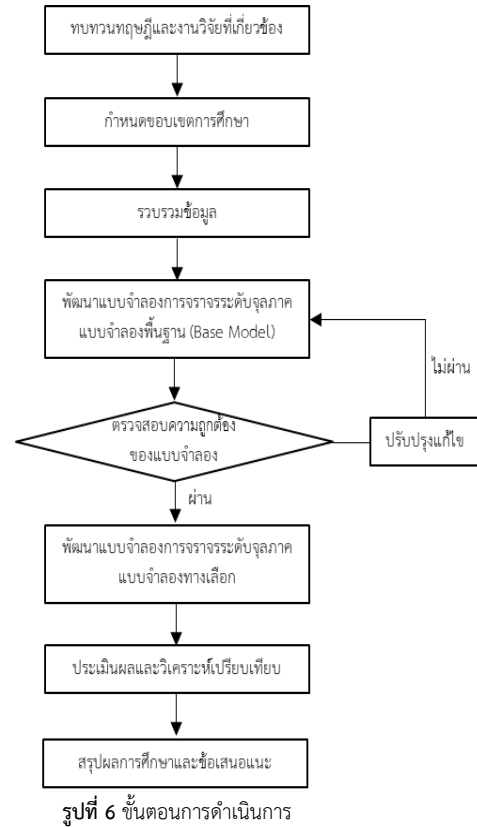 ทบทวนทฤษฎีและงานวิจัยที่เกี่ยวข้อง
กำหนดขอบเขตการศึกษา
รวบรวมข้อมูล
พัฒนาแบบจำลองการจราจรระดับจุลภาค
แบบจำลองพื้นฐาน (Base Model)
ไม่ผ่าน
ตรวจสอบความถูกต้อง
ของแบบจำลอง
ปรับปรุงแก้ไข
ผ่าน
พัฒนาแบบจำลองการจราจรระดับจุลภาค
แบบจำลองทางเลือก
ประเมินผลและวิเคราะห์เปรียบเทียบ
สรุปผลการศึกษาและข้อเสนอแนะ
รูปที่ 6 ขั้นตอนการดำเนินการ